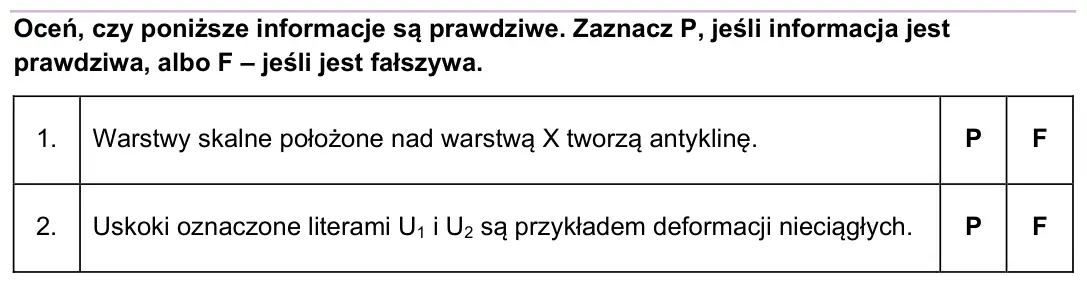 Oceń, czy poniższe informacje są prawdziwe. Zaznacz P, jeśli informacja jest
prawdziwa, albo F – jeśli jest fałszywa.
1. Warstwy skalne położone nad warstwą X tworzą antyklinę. P F
2. Uskoki oznaczone literami U₁ i U₂ są przykładem deformacji nieciągłych. P F